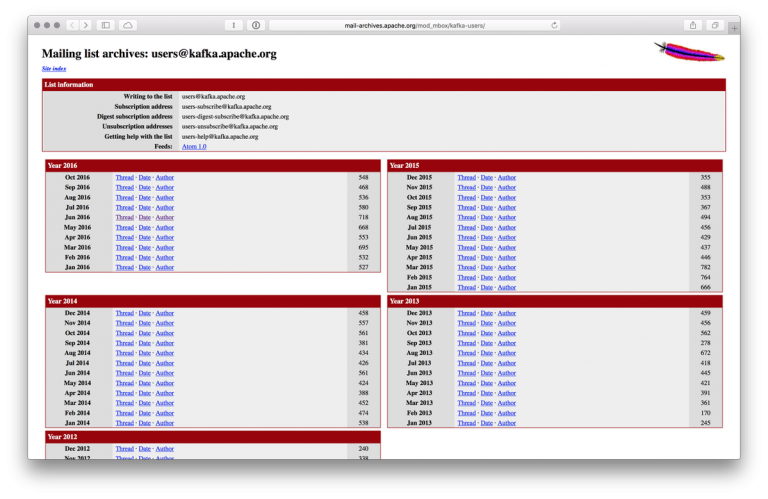 mail-archives.apache.org/mod_mbox/kafka-users/
Mailing list archives: users@kafka.apache.org
Site index
List information
Writing to the list users@kafka.apache.org
Subscription address users-subscribe@kafka.apache.org
Digest subscription address users-digest-subscribe@kafka.apache.org
Unsubscription addresses users-unsubscribe@kafka.apache.org
Getting help with the list users-help@kafka.apache.org
Feeds: Atom 1.0
Year 2016
Oct 2016 Thread · Date · Author 548
Sep 2016 Thread · Date · Author 468
Aug 2016 Thread · Date · Author 536
Jul 2016 Thread · Date · Author 580
Jun 2016 Thread · Date · Author 718
May 2016 Thread · Date · Author 668
Apr 2016 Thread · Date · Author 553
Mar 2016 Thread · Date · Author 695
Feb 2016 Thread · Date · Author 532
Jan 2016 Thread · Date · Author 527
Year 2015
Dec 2015 Thread · Date · Author 355
Nov 2015 Thread · Date · Author 488
Oct 2015 Thread · Date · Author 353
Sep 2015 Thread · Date · Author 367
Aug 2015 Thread · Date · Author 494
Jul 2015 Thread · Date · Author 456
Jun 2015 Thread · Date · Author 429
May 2015 Thread · Date · Author 437
Apr 2015 Thread · Date · Author 446
Mar 2015 Thread · Date · Author 782
Feb 2015 Thread · Date · Author 764
Jan 2015 Thread · Date · Author 666
Year 2014
Dec 2014 Thread · Date · Author 458
Nov 2014 Thread · Date · Author 557
Oct 2014 Thread · Date · Author 561
Sep 2014 Thread · Date · Author 381
Aug 2014 Thread · Date · Author 434
Jul 2014 Thread · Date · Author 426
Jun 2014 Thread · Date · Author 561
May 2014 Thread · Date · Author 424
Apr 2014 Thread · Date · Author 388
Mar 2014 Thread · Date · Author 452
Feb 2014 Thread · Date · Author 474
Jan 2014 Thread · Date · Author 538
Year 2013
Dec 2013 Thread · Date · Author 459
Nov 2013 Thread · Date · Author 456
Oct 2013 Thread · Date · Author 562
Sep 2013 Thread · Date · Author 278
Aug 2013 Thread · Date · Author 672
Jul 2013 Thread · Date · Author 418
Jun 2013 Thread · Date · Author 445
May 2013 Thread · Date · Author 421
Apr 2013 Thread · Date · Author 391
Mar 2013 Thread · Date · Author 361
Feb 2013 Thread · Date · Author 170
Jan 2013 Thread · Date · Author 245
Year 2012
Dec 2012 Thread · Date · Author 240
Nov 2012 Thread · Date · Author 338